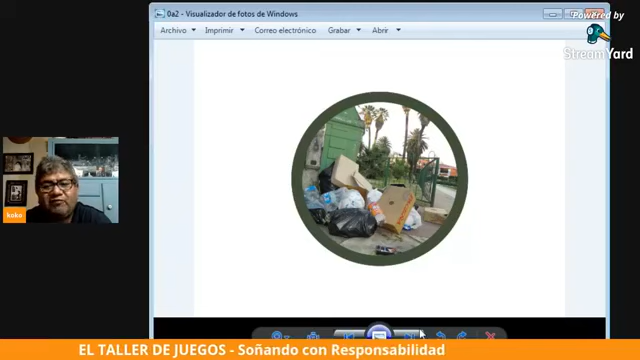 0a2 - Visualizador de fotos de Windows
Powered by
StreamYard
Archivo
Imprimir
Correo electrónico
Grabar
Abrir
koko
EL TALLER DE JUEGOS - Soñando con Responsabilidad